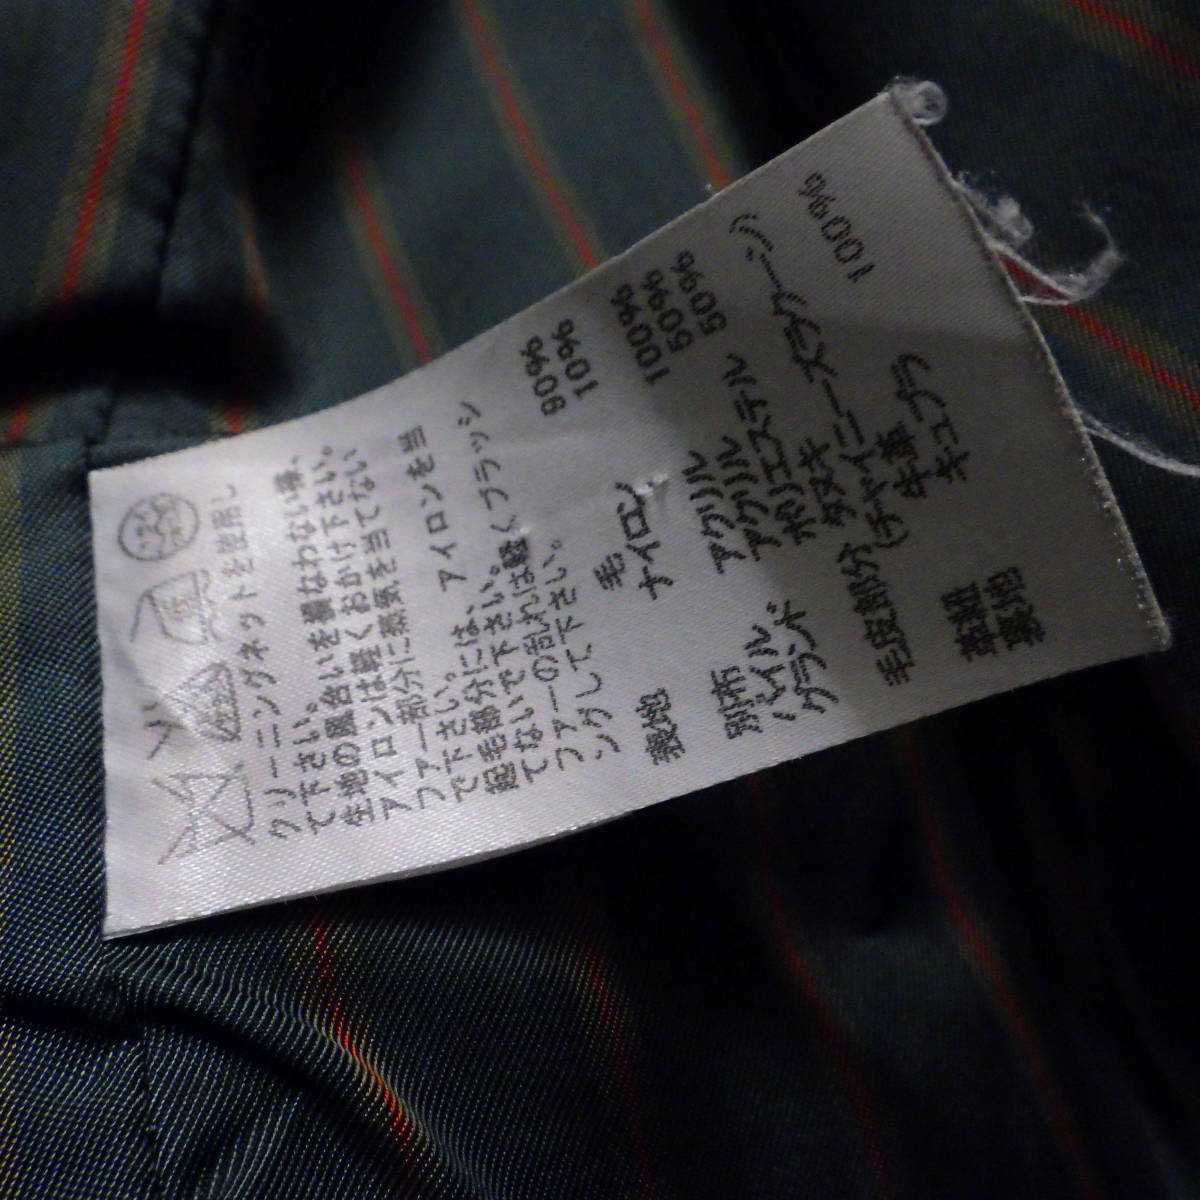 クリーニングネットを使用し
て下さい。
生地の風合いを損なわない様、
アイロンは軽くおかけ下さい。
ファー部分に蒸気を当てない
で下さい。
起毛部分には、アイロンを当
てないで下さい。
ファーの乱れは軽くブラッシ
ングして下さい。
表地 毛 90%
ナイロン 10%
別布 アクリル 100%
パイル アクリル 50%
グランド ポリエステル 50%
毛皮部分 タヌキ
(チャイニーズラクーン)
牛革
裏地 キュプラ 100%